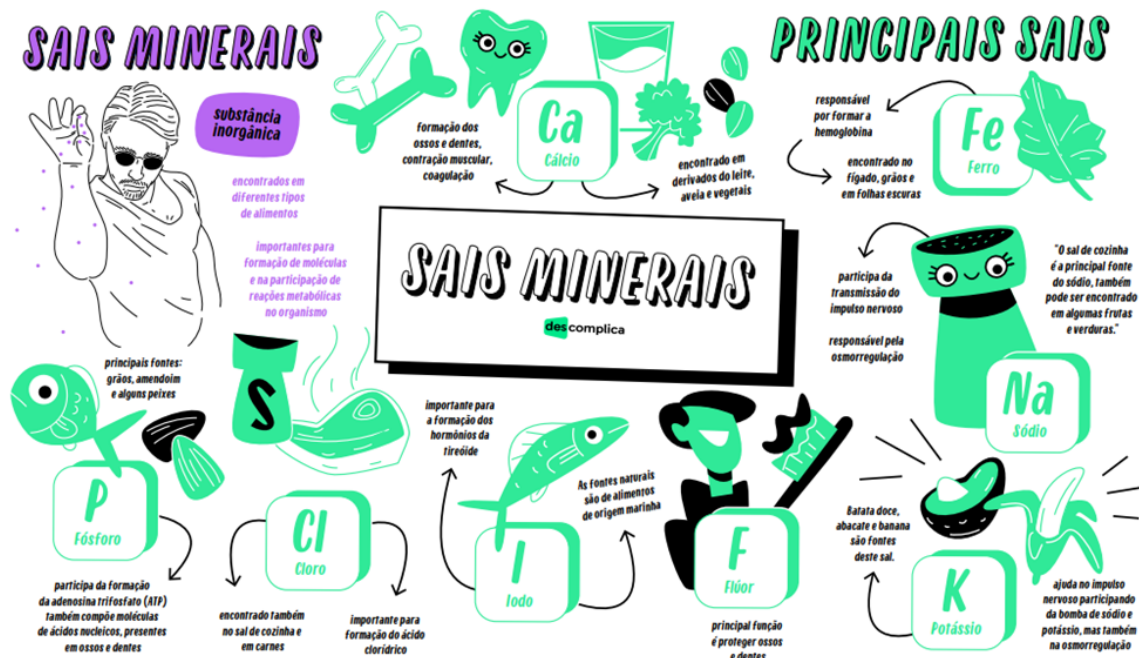 SAIS MINERAIS
substância
inorgânica
encontrados em
diferentes tipos
de alimentos
importantes para
formação de moléculas
e na participação de
reações metabólicas
no organismo
formação dos
ossos e dentes,
contração muscular,
coagulação
Ca
Cálcio
encontrado em
derivados do leite,
aveia e vegetais
PRINCIPAIS SAIS
responsável
por formar a
hemoglobina
encontrado no
fígado, grãos e
em folhas escuras
Fe
Ferro
SAIS MINERAIS
descomplica
participa da
transmissão do
impulso nervoso
responsável pela
osmorregulação
"O sal de cozinha
é a principal fonte
do sódio, também
pode ser encontrado
em algumas frutas
e verduras."
Na
Sódio
principais fontes:
grãos, amendoim
e alguns peixes
P
Fósforo
participa da formação
da adenosina trifosfato (ATP)
também compõe moléculas
de ácidos nucleicos, presentes
em ossos e dentes
S
Cl
Cloro
encontrado também
no sal de cozinha e
em carnes
importante para
formação do ácido
clorídrico
importante para
a formação dos
hormônios da
tireóide
I
Iodo
As fontes naturais
são de alimentos
de origem marinha
F
Flúor
principal função
é proteger ossos
e dentes
Batata doce,
abacate e banana
são fontes
deste sal.
K
Potássio
ajuda no impulso
nervoso participando
da bomba de sódio e
potássio, mas também
na osmorregulação